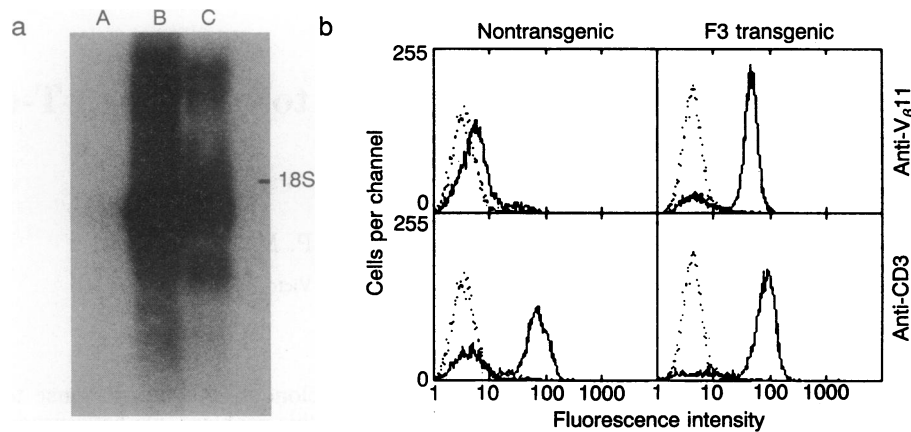 a
A B C
18S
b
Nontransgenic
F3 transgenic
255
0
255
0
Cells per channel
1 10 100 1000
1 10 100 1000
Fluorescence intensity
Anti-Vβ11
Anti-CD3